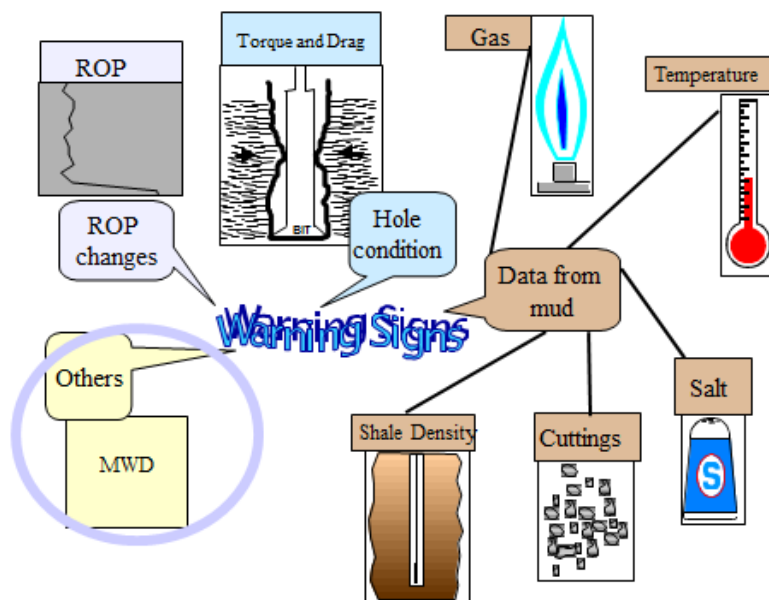 ROP
Torque and Drag
Gas
Temperature
BIT
ROP
changes
Hole
condition
Data from
mud
Warning Signs
Others
MWD
Shale Density
Cuttings
Salt
S